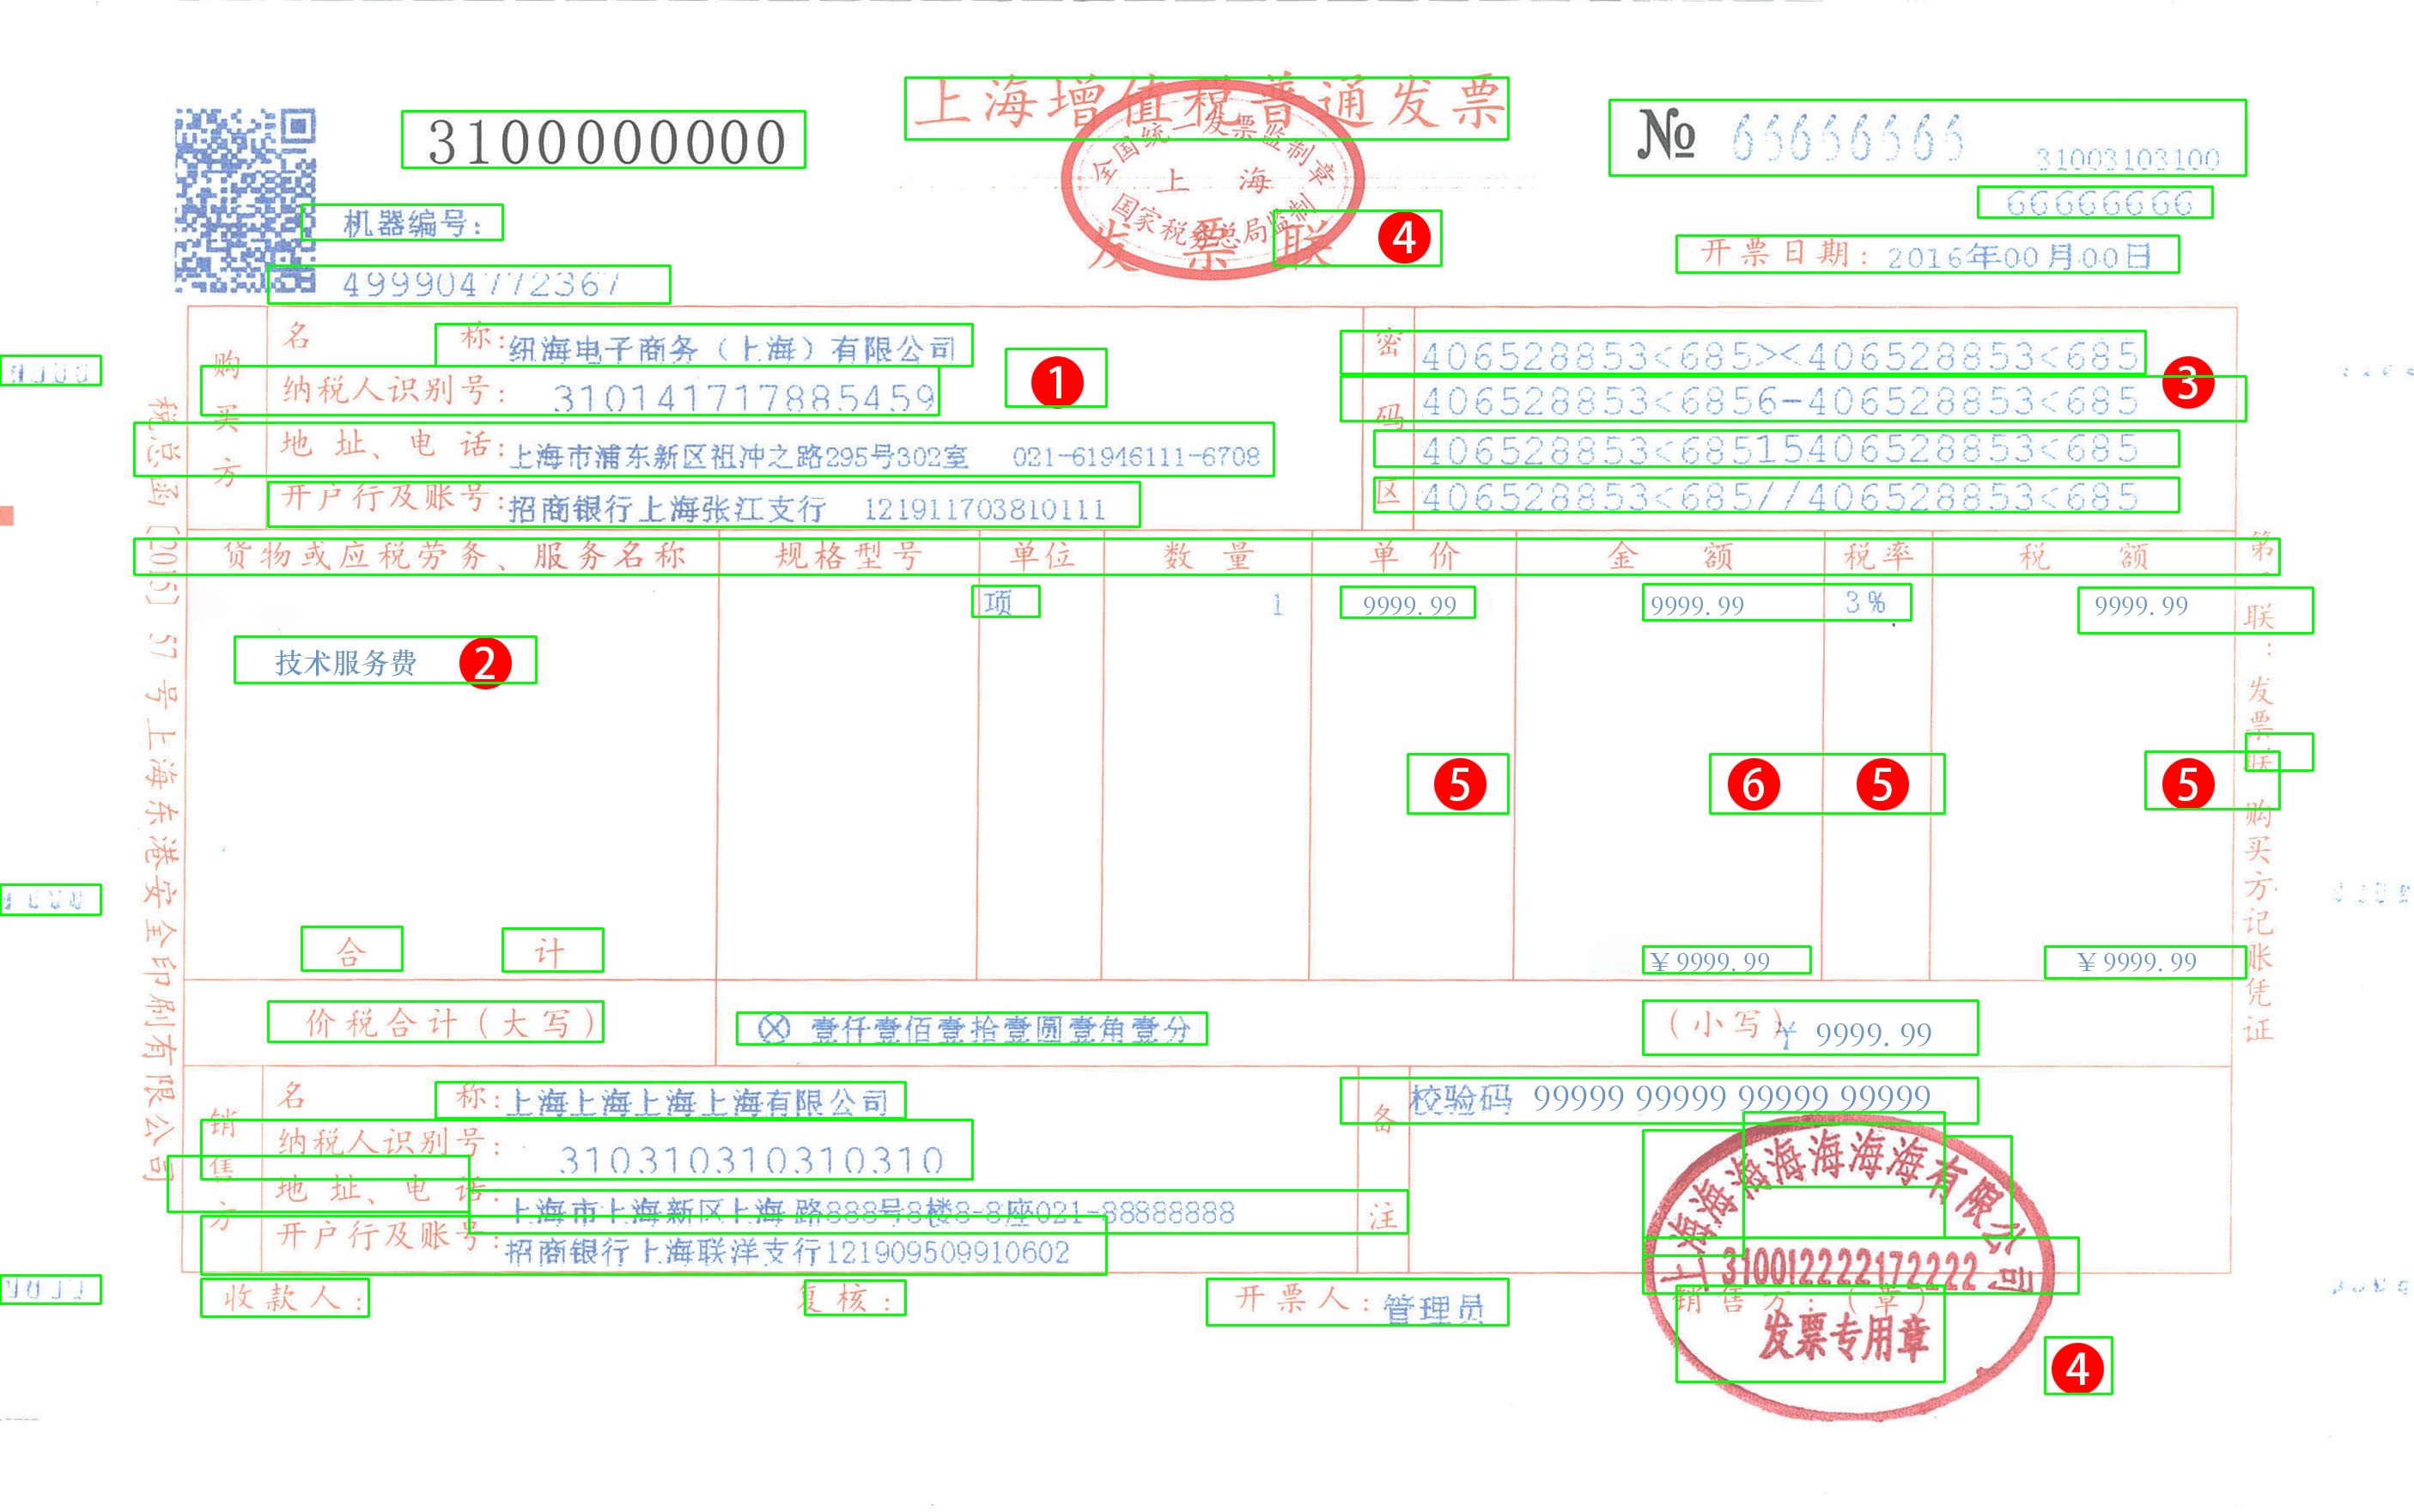 上海增值税普通发票
3100000000
№ 66666666
31003103100
66666666
全国统一发票监制章
上 海
国家税务总局监制
发 票 联 4
机器编号:
499904772367
开票日期: 2016年00月00日
购买方
名 称: 纽海电子商务（上海）有限公司
纳税人识别号: 310141717885459
1
地 址、电 话: 上海市浦东新区祖冲之路295号302室 021-61946111-6708
开户行及账号: 招商银行上海张江支行 121911703810111
密码区
406528853<685><406528853<685
406528853<6856-406528853<685
3
406528853<68515406528853<685
406528853<685//406528853<685
货物或应税劳务、服务名称 规格型号 单位 数 量 单 价 金 额 税率 税 额
项 1 9999.99 9999.99 3% 9999.99
技术服务费 2
5 6 5 5
合 计 ￥9999.99 ￥9999.99
价税合计(大写) ⊗ 壹仟壹佰壹拾壹圆壹角壹分 (小写) ￥ 9999.99
销售方
名 称: 上海上海上海上海有限公司
纳税人识别号: 310310310310310
地 址、电 话: 上海市上海新区上海路888号8楼8-8座021-88888888
开户行及账号: 招商银行上海联洋支行121909509910602
备注
校验码 99999 99999 99999 99999
收款人: 复核: 开票人: 管理员 销售方:(章)
上海海海海海海海有限公司
310012222172222
发票专用章
4
税总函〔2015〕57号上海东港安全印刷有限公司
联:发票联 购买方记账凭证